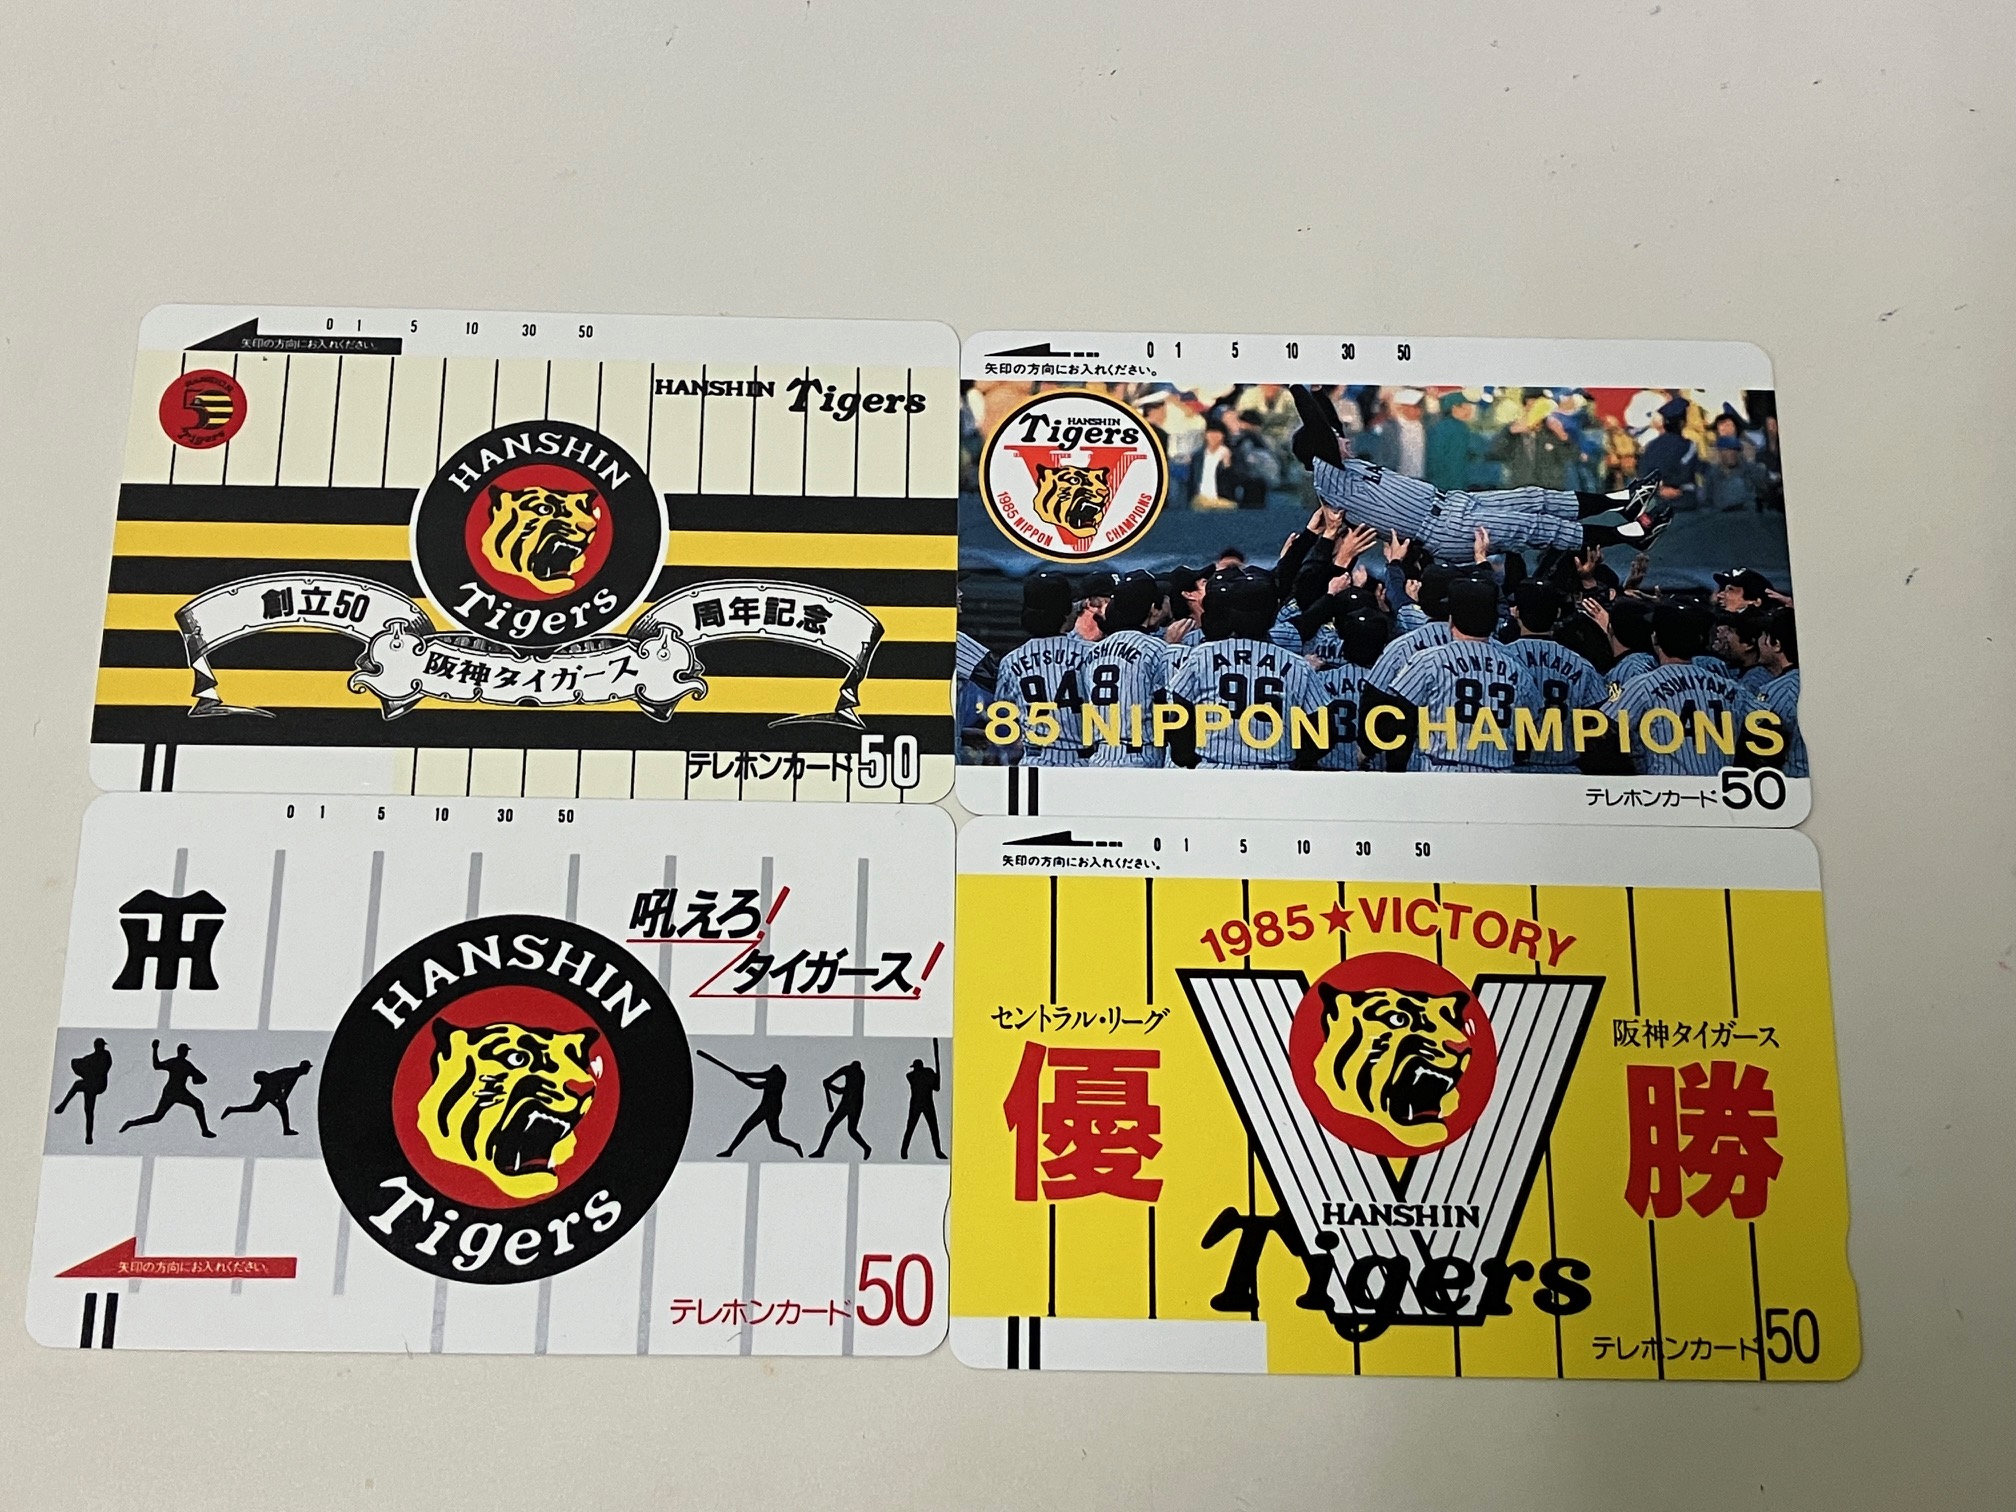 0 1 5 10 30 50
矢印の方向にお入れください。
HANSHIN
5
Tigers
HANSHIN Tigers
HANSHIN
Tigers
創立50
周年記念
阪神タイガース
テレホンカード50
0 1 5 10 30 50
矢印の方向にお入れください。
HANSHIN
Tigers
V
1985 NIPPON CHAMPIONS
ARAI
96
94
8
YONEDA
83
8
TSUKIYAMA
41
'85 NIPPON CHAMPIONS
テレホンカード50
0 1 5 10 30 50
吼えろ!
タイガース!
HANSHIN
Tigers
矢印の方向にお入れください。
テレホンカード50
0 1 5 10 30 50
矢印の方向にお入れください。
1985★VICTORY
セントラル・リーグ
阪神タイガース
優勝
V
HANSHIN
Tigers
テレホンカード50